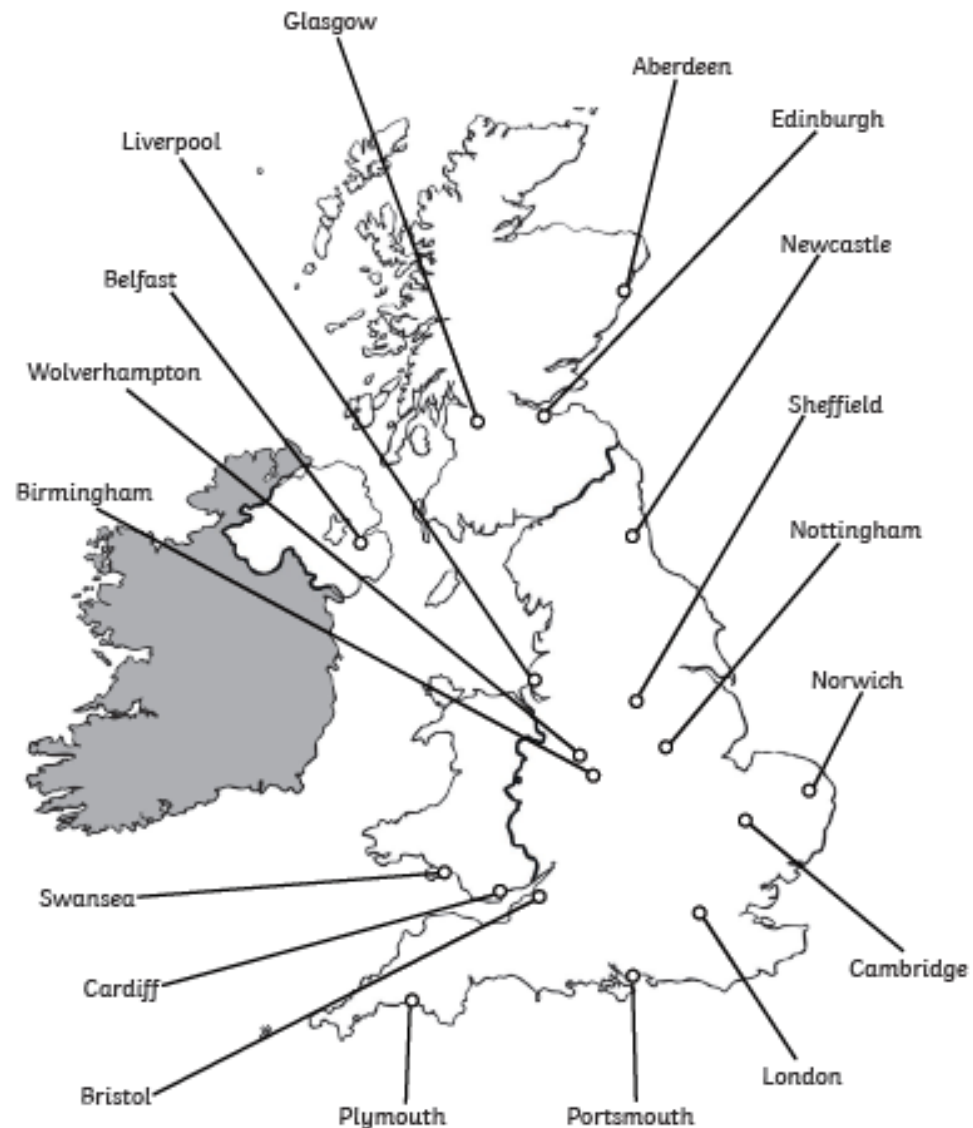 Glasgow
Aberdeen
Edinburgh
Liverpool
Newcastle
Belfast
Wolverhampton
Sheffield
Birmingham
Nottingham
Norwich
Swansea
Cambridge
Cardiff
London
Bristol
Plymouth
Portsmouth